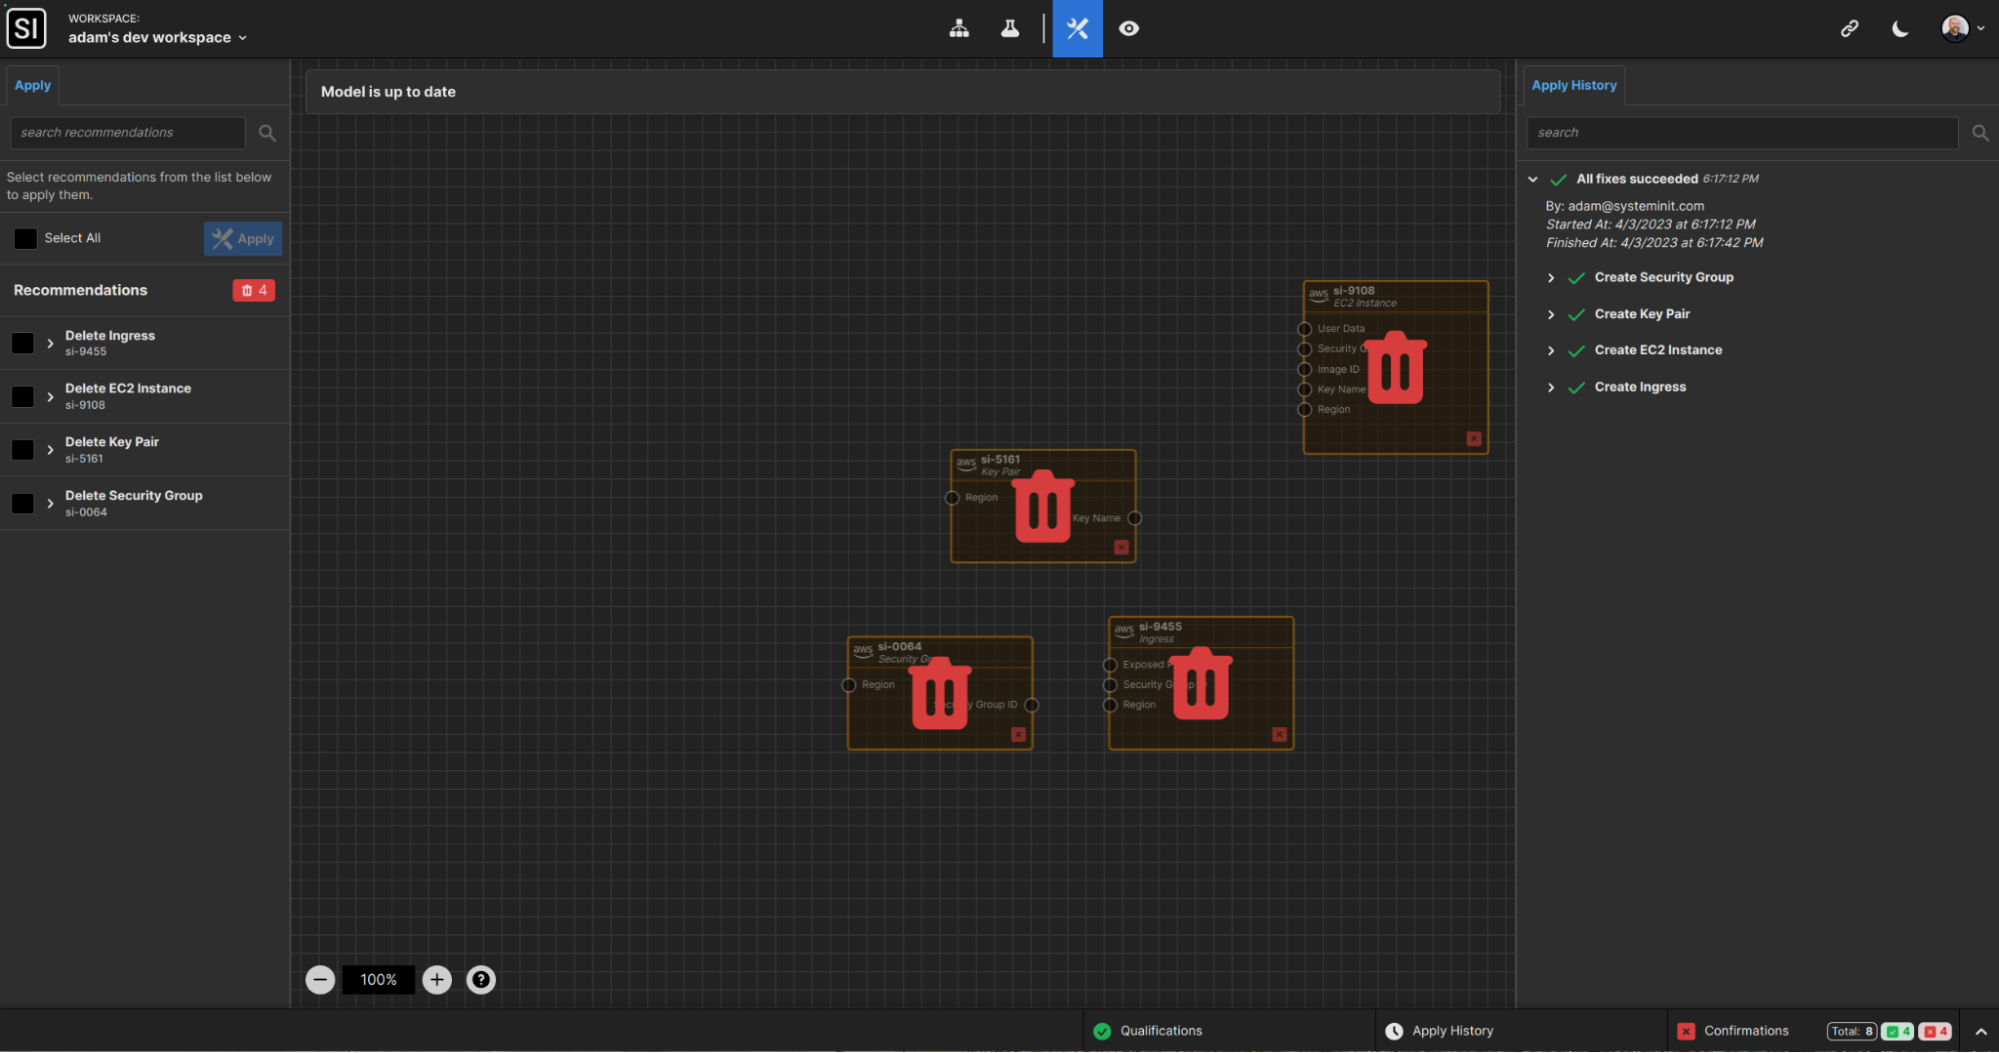 SI
WORKSPACE:
adam's dev workspace
Apply
search recommendations
Select recommendations from the list below
to apply them.
Select All
Apply
Recommendations
4
Delete Ingress
si-9455
Delete EC2 Instance
si-9108
Delete Key Pair
si-5161
Delete Security Group
si-0064
Model is up to date
aws
si-9108
EC2 Instance
User Data
Security G
Image ID
Key Name
Region
aws
si-5161
Key Pair
Region
Key Name
aws
si-0064
Security G
Region
Group ID
aws
si-9455
Ingress
Exposed
Security G
Region
100%
?
Apply History
search
All fixes succeeded 6:17:12 PM
By: adam@systeminit.com
Started At: 4/3/2023 at 6:17:12 PM
Finished At: 4/3/2023 at 6:17:42 PM
Create Security Group
Create Key Pair
Create EC2 Instance
Create Ingress
Qualifications
Apply History
Confirmations
Total: 8
4
4